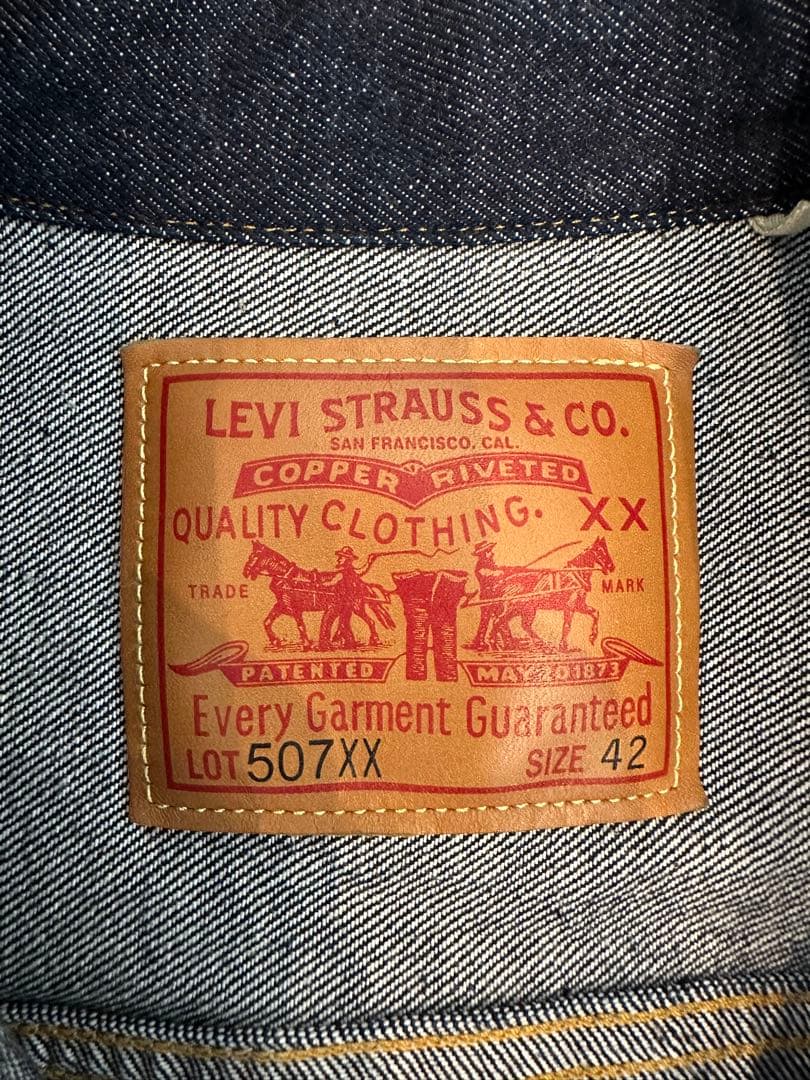 LEVI STRAUSS & CO.
SAN FRANCISCO, CAL.
COPPER RIVETED
QUALITY CLOTHING. XX
TRADE MARK
PATENTED MAY 20 1873
Every Garment Guaranteed
LOT 507XX SIZE 42